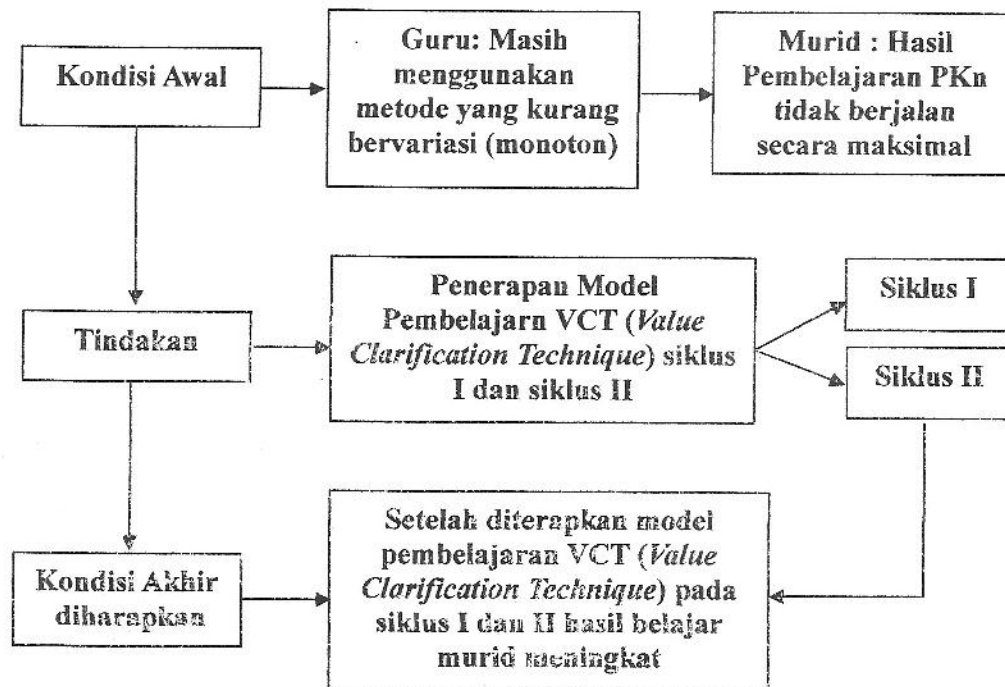 Kondisi Awal
Guru: Masih
menggunakan
metode yang kurang
bervariasi (monoton)
Murid : Hasil
Pembelajaran PKn
tidak berjalan
secara maksimal
Tindakan
Penerapan Model
Pembelajarn VCT (Value
Clarification Technique) siklus
I dan siklus II
Siklus I
Siklus II
Kondisi Akhir
diharapkan
Setelah diterapkan model
pembelajaran VCT (Value
Clarification Technique) pada
siklus I dan II hasil belajar
murid meningkat